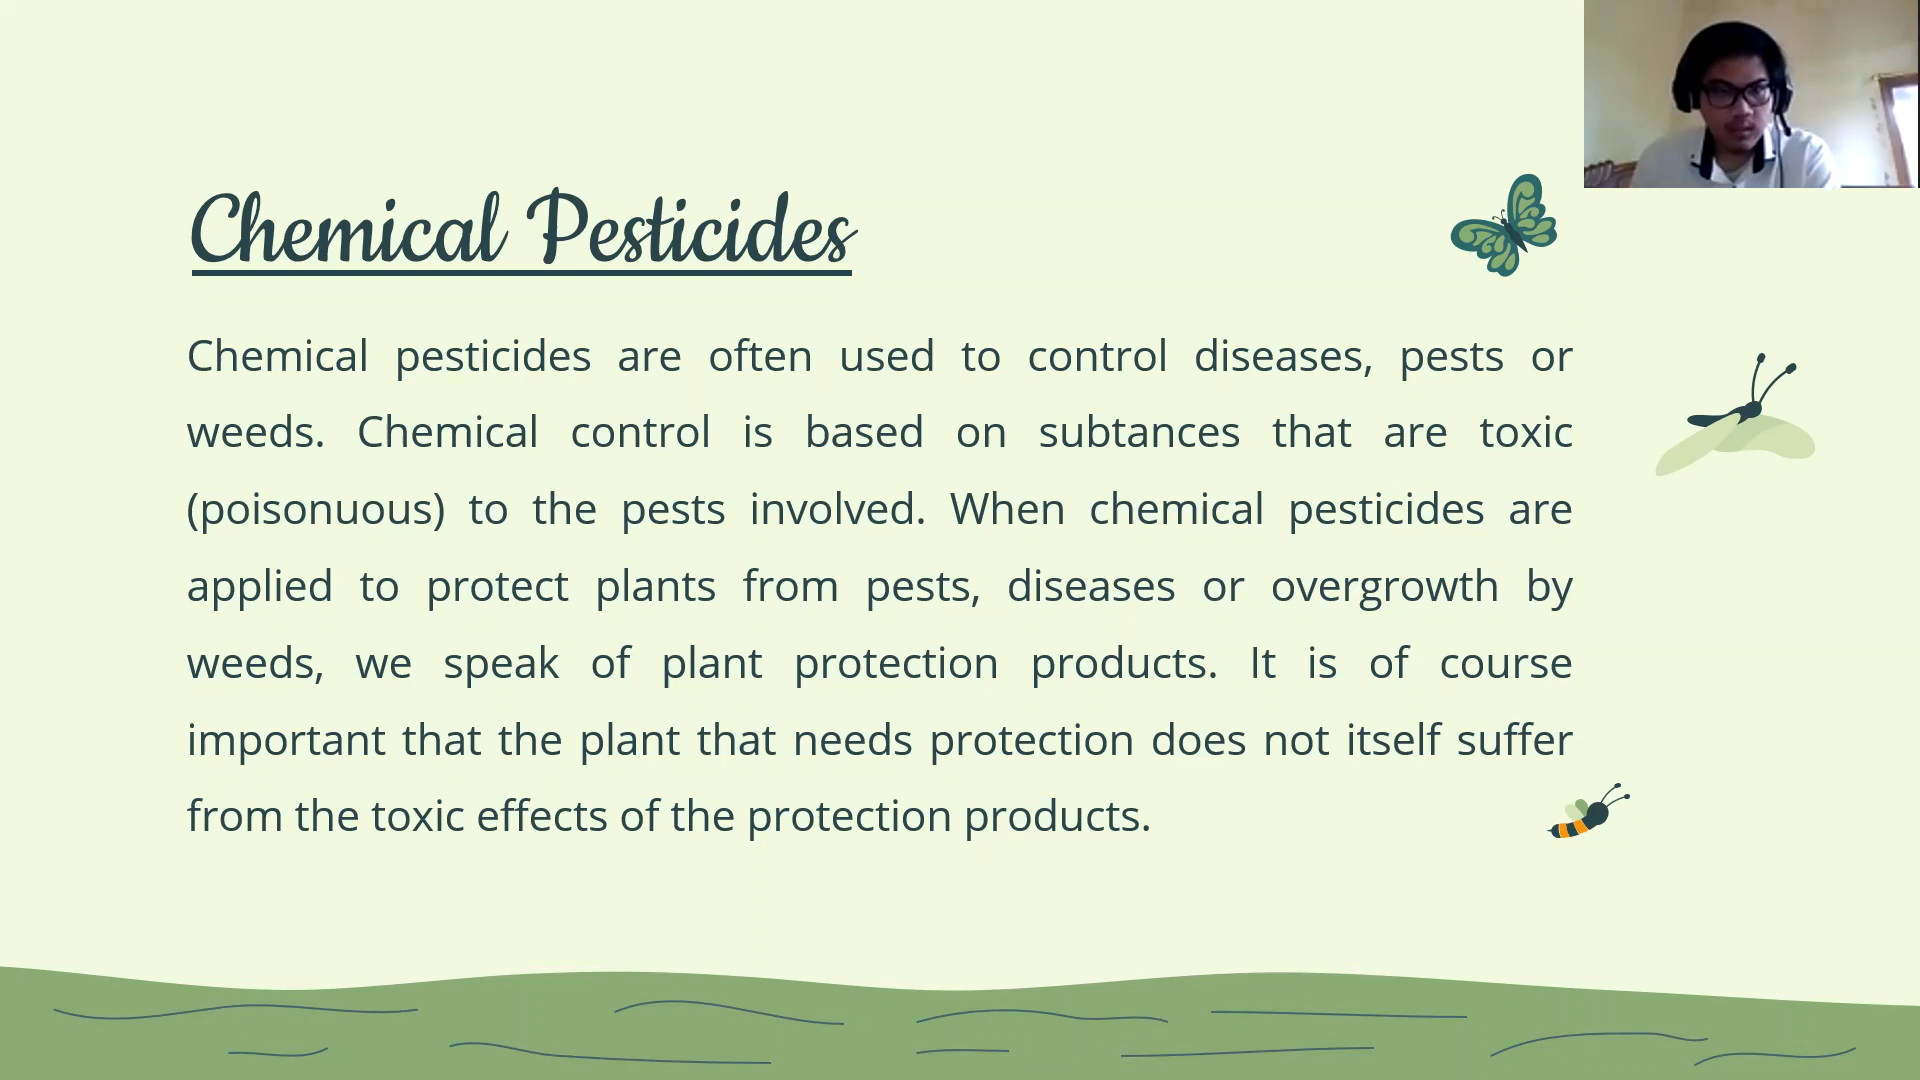 Chemical Pesticides
Chemical pesticides are often used to control diseases, pests or
weeds. Chemical control is based on subtances that are toxic
(poisonuous) to the pests involved. When chemical pesticides are
applied to protect plants from pests, diseases or overgrowth by
weeds, we speak of plant protection products. It is of course
important that the plant that needs protection does not itself suffer
from the toxic effects of the protection products.